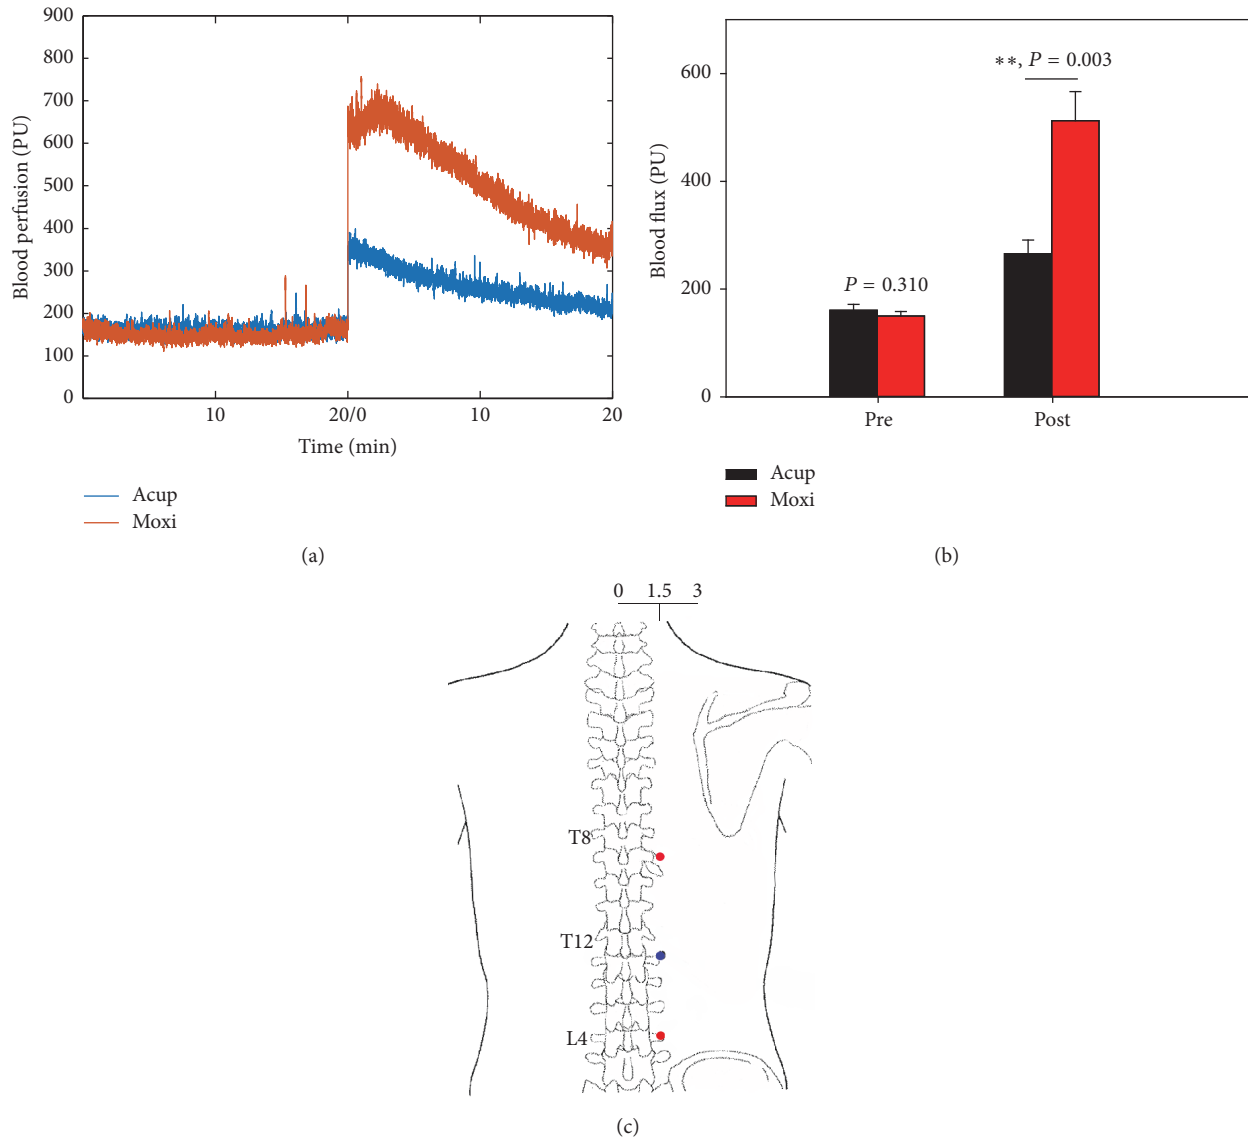 900
800
700
600
500
400
300
200
100
0
Blood perfusion (PU)
10
20/0
10
20
Time (min)
Acup
Moxi
(a)
600
400
200
0
Blood flux (PU)
**, P = 0.003
P = 0.310
Pre
Post
Acup
Moxi
(b)
0 1.5 3
T8
T12
L4
(c)